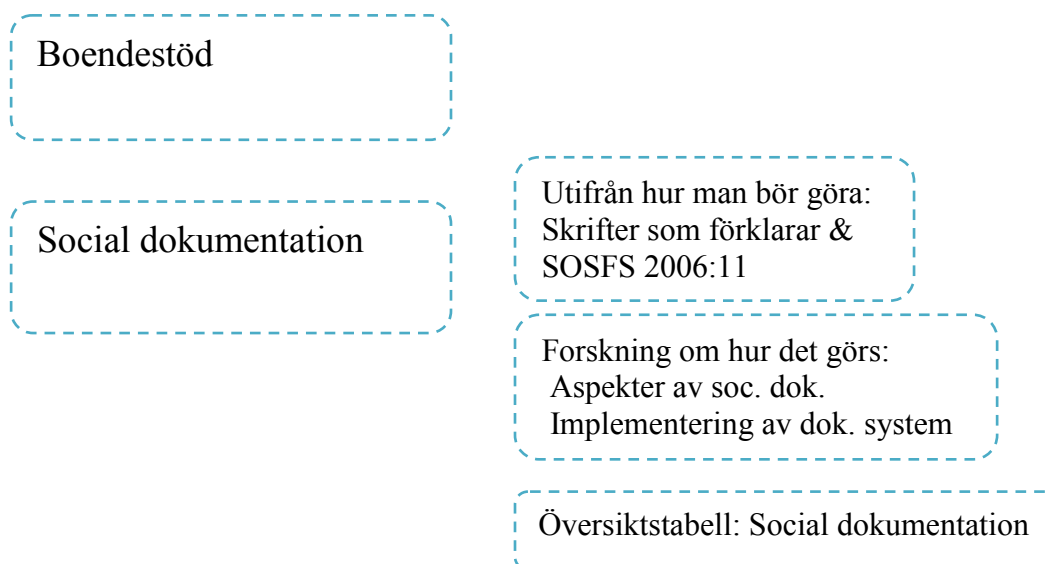 Boendestöd
Social dokumentation
Utifrån hur man bör göra:
Skrifter som förklarar &
SOSFS 2006:11
Forskning om hur det görs:
Aspekter av soc. dok.
Implementering av dok. system
Översiktstabell: Social dokumentation